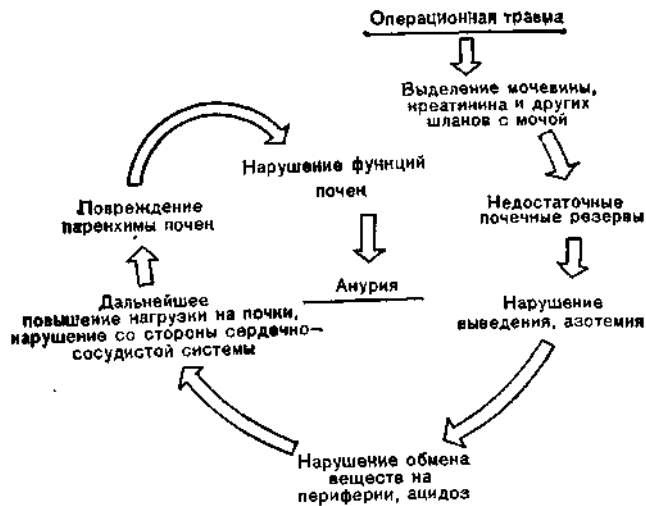 Операционная травма
Выделение мочевины,
креатинина и других
шланов с мочой
Недостаточные
почечные резервы
Нарушение
выведения, азотемия
Нарушение обмена
веществ на
периферии, ацидоз
Дальнейшее
повышение нагрузки на почки,
нарушение со стороны сердечно-
сосудистой системы
Повреждение
паренхимы почек
Нарушение функций
почек
Анурия